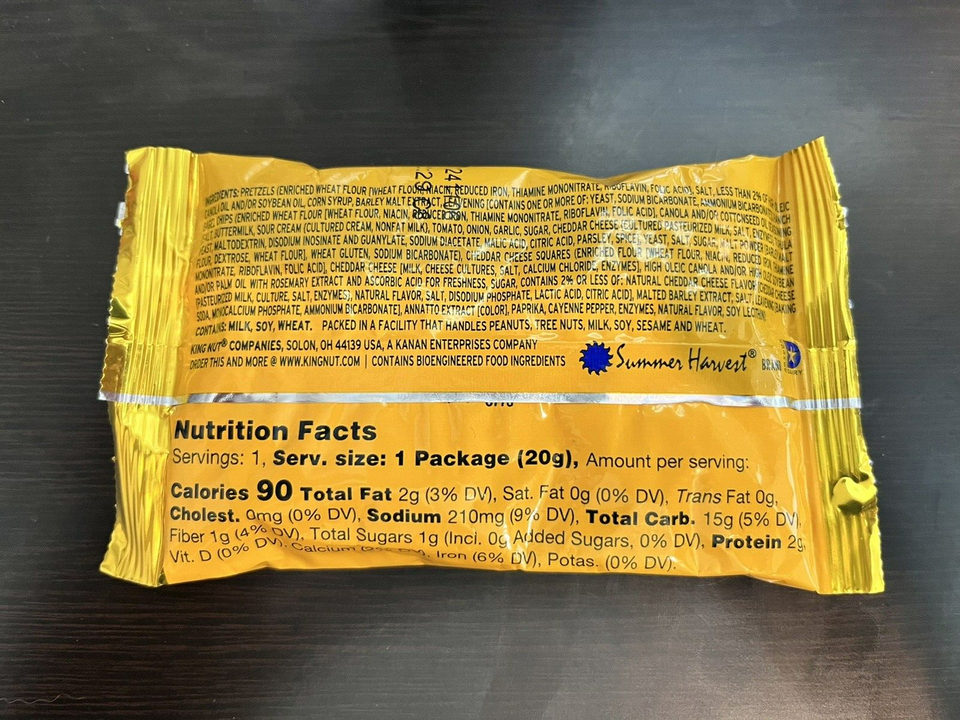 INGREDIENTS: PRETZELS (ENRICHED WHEAT FLOUR [WHEAT FLOUR, NIACIN, REDUCED IRON, THIAMINE MONONITRATE, RIBOFLAVIN, FOLIC ACID], SALT, LESS THAN 2% OF
CANOLA OIL AND/OR SOYBEAN OIL, CORN SYRUP, BARLEY MALT [CONTAINS ONE OR MORE OF: YEAST, SODIUM BICARBONATE, AMMONIUM
CHIPS (ENRICHED WHEAT FLOUR [WHEAT FLOUR, NIACIN, REDUCED IRON, THIAMINE MONONITRATE, RIBOFLAVIN, FOLIC ACID], CANOLA AND/OR COTTONSEED
BUTTERMILK, SOUR CREAM (CULTURED CREAM, NONFAT MILK), TOMATO, ONION, GARLIC, SUGAR, CHEDDAR CHEESE (CULTURED PASTEURIZED MILK, SALT,
MALTODEXTRIN, DISODIUM INOSINATE AND GUANYLATE, SODIUM DIACETATE, MALIC ACID, CITRIC ACID, PARSLEY, SPICE), YEAST, SALT, SUGAR, MALT POWDER
FLOUR, DEXTROSE, WHEAT FLOUR], WHEAT GLUTEN, SODIUM BICARBONATE), CHEDDAR CHEESE SQUARES (ENRICHED FLOUR [WHEAT FLOUR, NIACIN, REDUCED IRON
MONONITRATE, RIBOFLAVIN, FOLIC ACID], CHEDDAR CHEESE [MILK, CHEESE CULTURES, SALT, CALCIUM CHLORIDE, ENZYMES], HIGH OLEIC CANOLA AND/OR HIGH
AND/OR PALM OIL WITH ROSEMARY EXTRACT AND ASCORBIC ACID FOR FRESHNESS, SUGAR, CONTAINS 2% OR LESS OF: NATURAL CHEDDAR CHEESE FLAVOR CHEESE
PASTEURIZED MILK, CULTURE, SALT, ENZYMES], NATURAL FLAVOR, SALT, DISODIUM PHOSPHATE, LACTIC ACID, CITRIC ACID], MALTED BARLEY EXTRACT, SALT, LEAVENING
SODA, MONOCALCIUM PHOSPHATE, AMMONIUM BICARBONATE], ANNATTO EXTRACT [COLOR], PAPRIKA, CAYENNE PEPPER, ENZYMES, NATURAL FLAVOR, SOY LECITHIN)
CONTAINS: MILK, SOY, WHEAT. PACKED IN A FACILITY THAT HANDLES PEANUTS, TREE NUTS, MILK, SOY, SESAME AND WHEAT.
KING NUT® COMPANIES, SOLON, OH 44139 USA, A KANAN ENTERPRISES COMPANY
ORDER THIS AND MORE @ WWW.KINGNUT.COM | CONTAINS BIOENGINEERED FOOD INGREDIENTS
Summer Harvest® BRAND
Nutrition Facts
Servings: 1, Serv. size: 1 Package (20g), Amount per serving:
Calories 90 Total Fat 2g (3% DV), Sat. Fat 0g (0% DV), Trans Fat 0g,
Cholest. 0mg (0% DV), Sodium 210mg (9% DV), Total Carb. 15g (5% DV),
Fiber 1g (4% DV), Total Sugars 1g (Incl. 0g Added Sugars, 0% DV), Protein 2g,
Vit. D (0% DV), Calcium DV), Iron (6% DV), Potas. (0% DV).